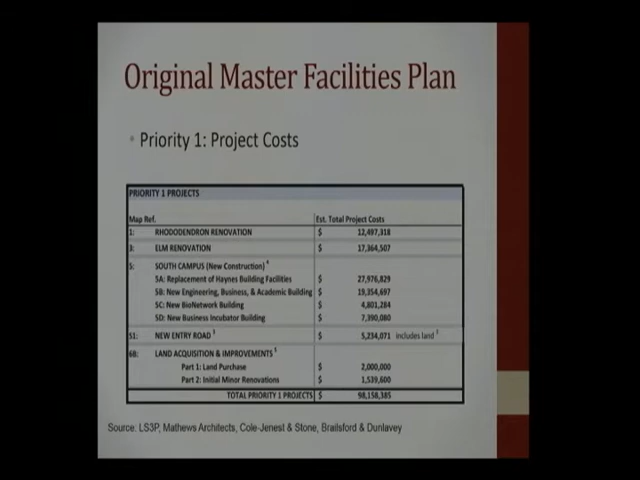 Original Master Facilities Plan
• Priority 1: Project Costs
PRIORITY 1 PROJECTS
Map Ref. Est. Total Project Costs
1: RHODODENDRON RENOVATION $ 12,497,318
3: ELM RENOVATION $ 17,364,507
5: SOUTH CAMPUS (New Construction)
5A: Replacement of Haynes Building Facilities $ 27,976,829
5B: New Engineering, Business, & Academic Building $ 19,354,697
5C: New BioNetwork Building $ 4,801,284
5D: New Business Incubator Building $ 7,390,080
51: NEW ENTRY ROAD $ 5,234,071 includes land
6B: LAND ACQUISITION & IMPROVEMENTS
Part 1: Land Purchase $ 2,000,000
Part 2: Initial Minor Renovations $ 1,539,600
TOTAL PRIORITY 1 PROJECTS $ 98,158,385
Source: LS3P, Mathews Architects, Cole-Jenest & Stone, Brailsford & Dunlavey